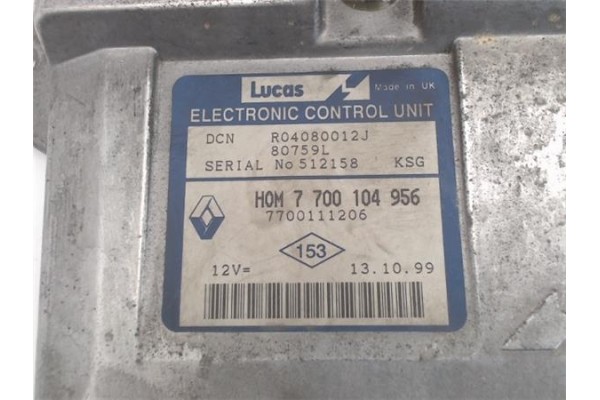 Lucas Made in UK
ELECTRONIC CONTROL UNIT
DCN R04080012J
80759L
SERIAL No 512158 KSG
HOM 7 700 104 956
7700111206
153
12V= 13.10.99